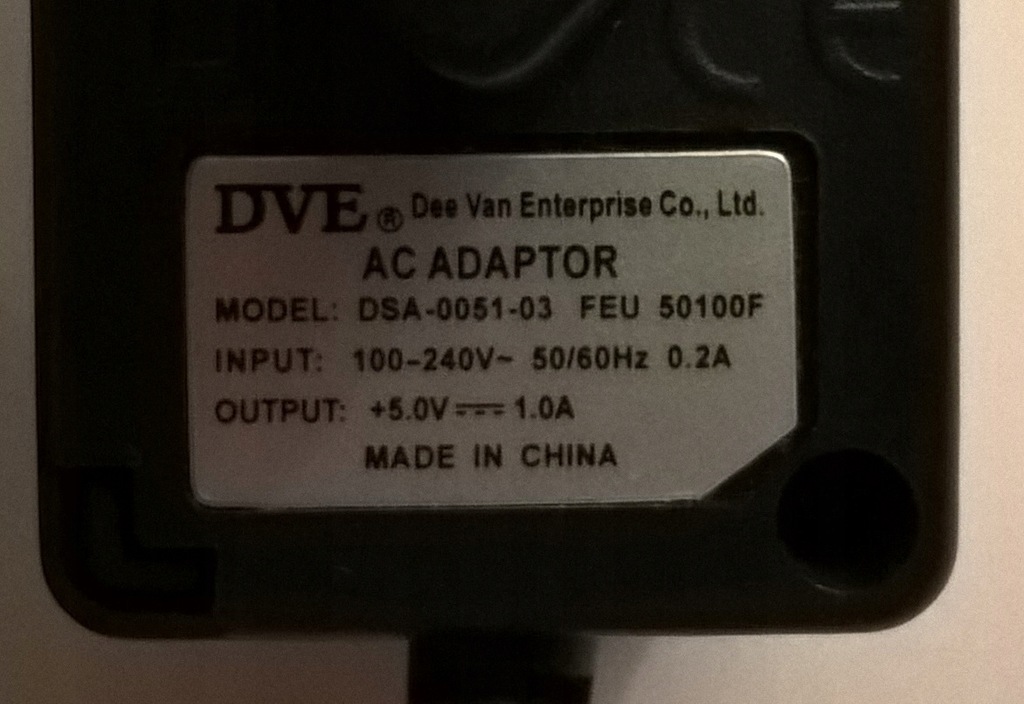 DVE® Dee Van Enterprise Co., Ltd.
AC ADAPTOR
MODEL: DSA-0051-03 FEU 50100F
INPUT: 100-240V~ 50/60Hz 0.2A
OUTPUT: +5.0V⎓1.0A
MADE IN CHINA